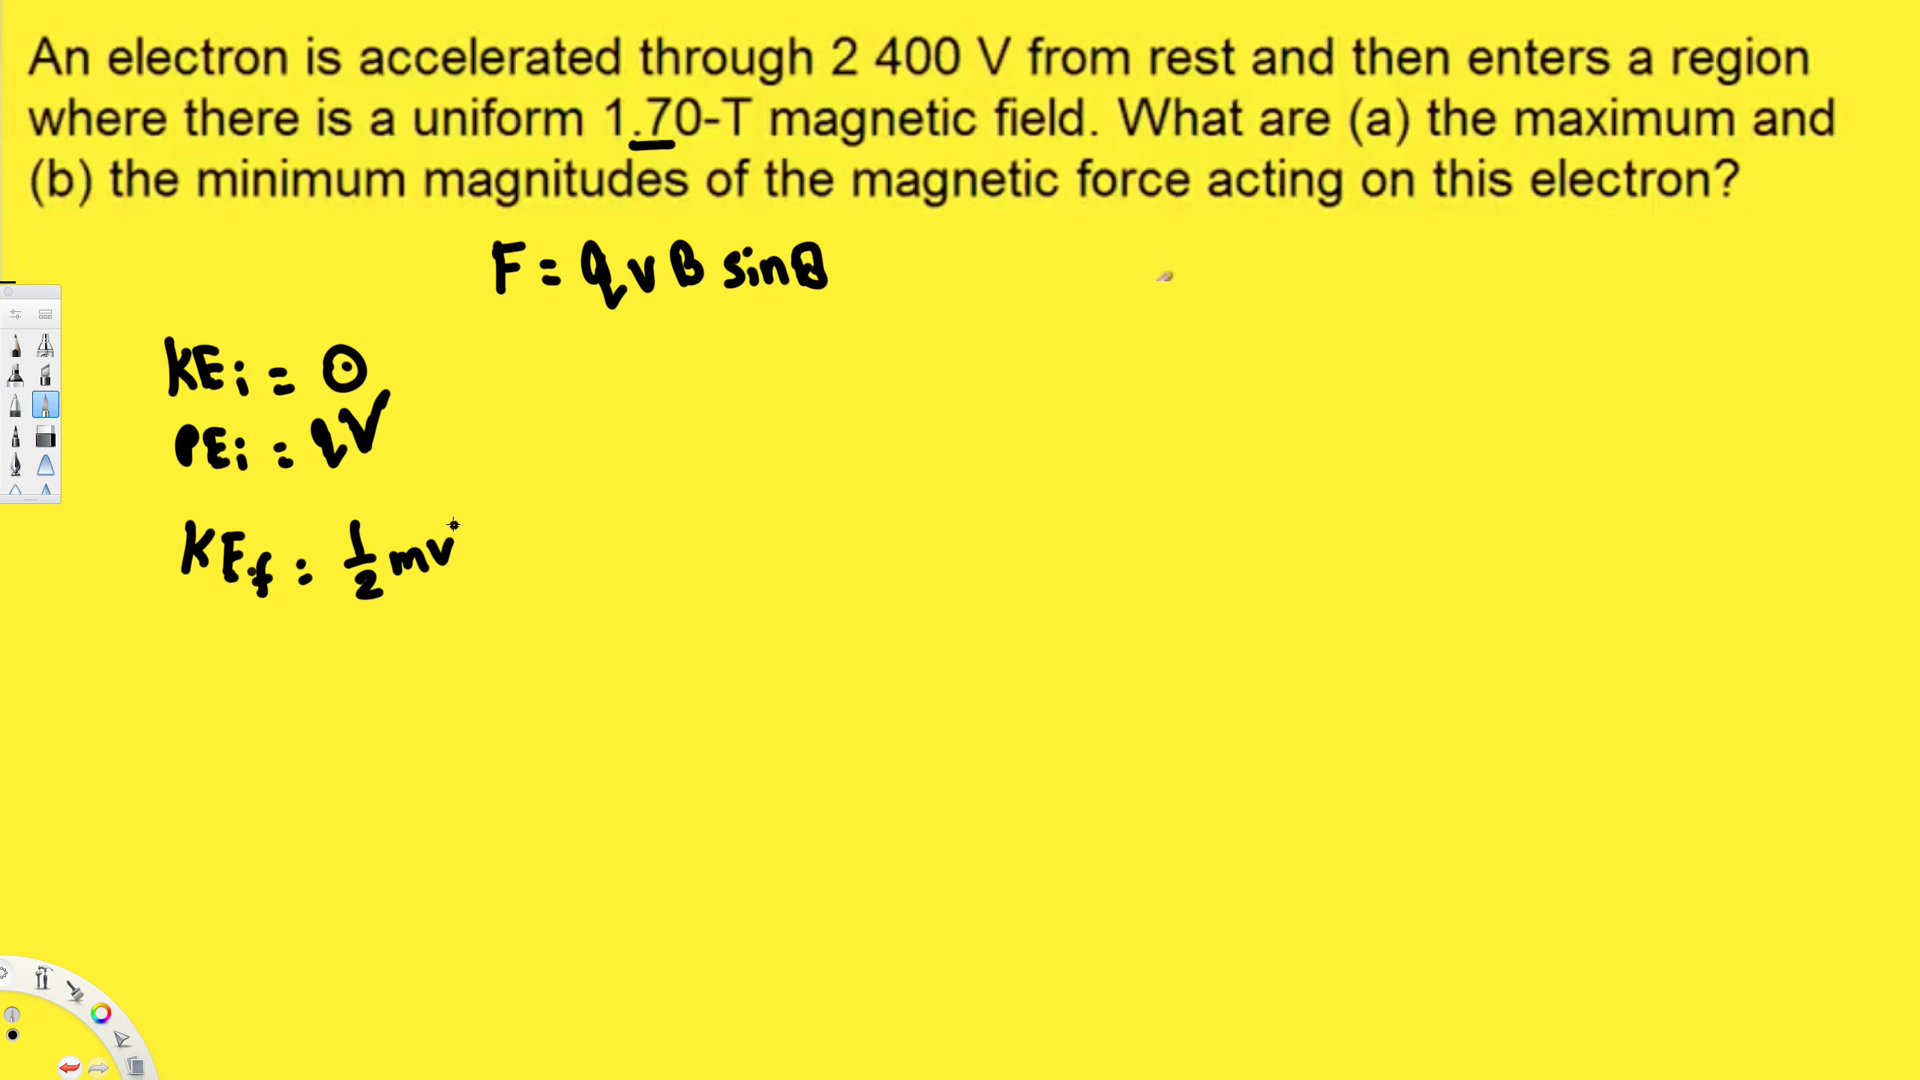 An electron is accelerated through 2 400 V from rest and then enters a region
where there is a uniform 1.70-T magnetic field. What are (a) the maximum and
(b) the minimum magnitudes of the magnetic force acting on this electron?
F = qvB sinθ
KEi = 0
PEi = qV
KEf = 1/2 mv